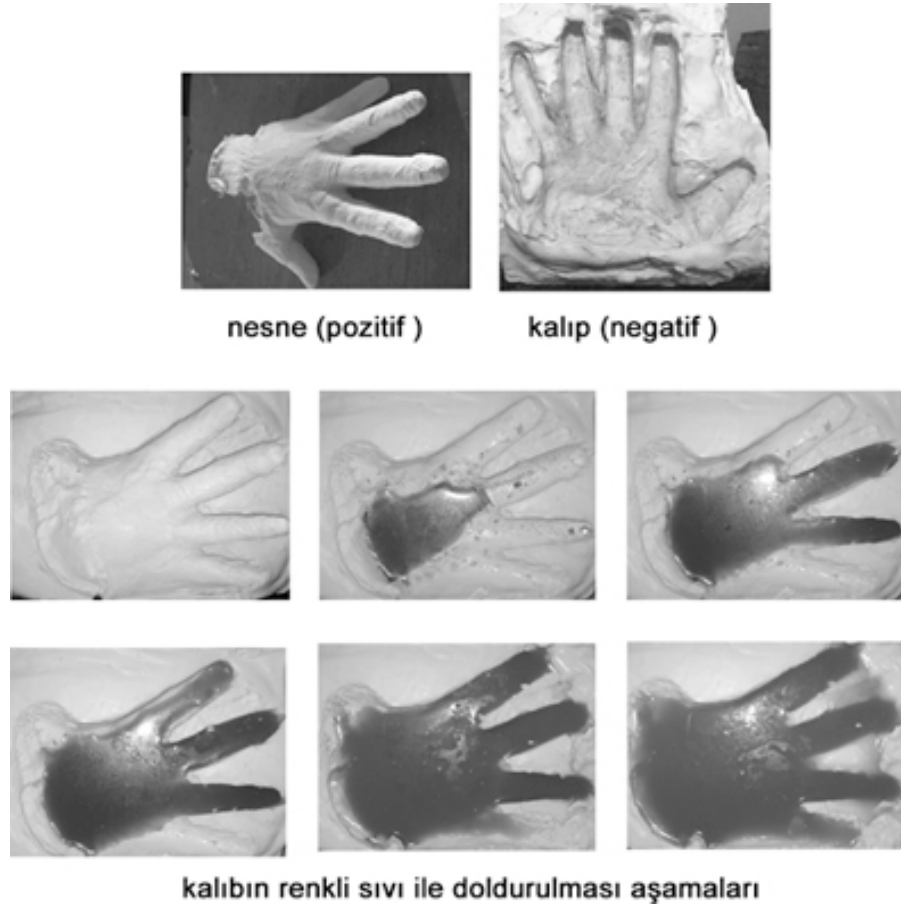 nesne (pozitif ) kalıp (negatif )
kalıbın renkli sıvı ile doldurulması aşamaları